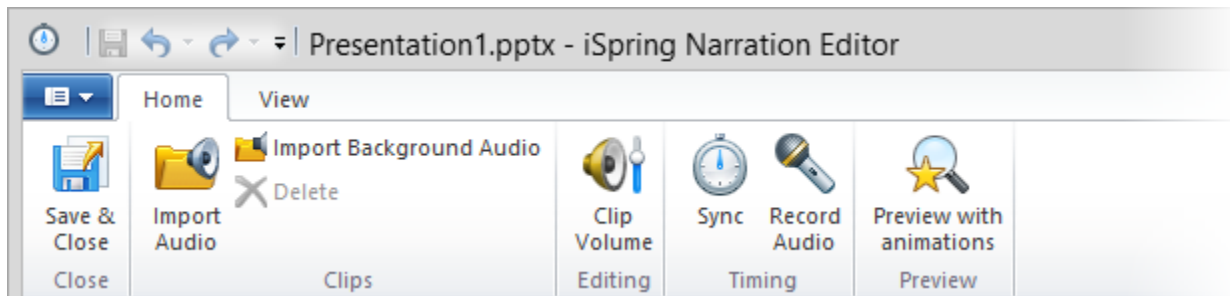 Presentation1.pptx - iSpring Narration Editor
Home View
Save & Close
Import Audio
Import Background Audio
Delete
Clip Volume
Sync
Record Audio
Preview with animations
Close Clips Editing Timing Preview